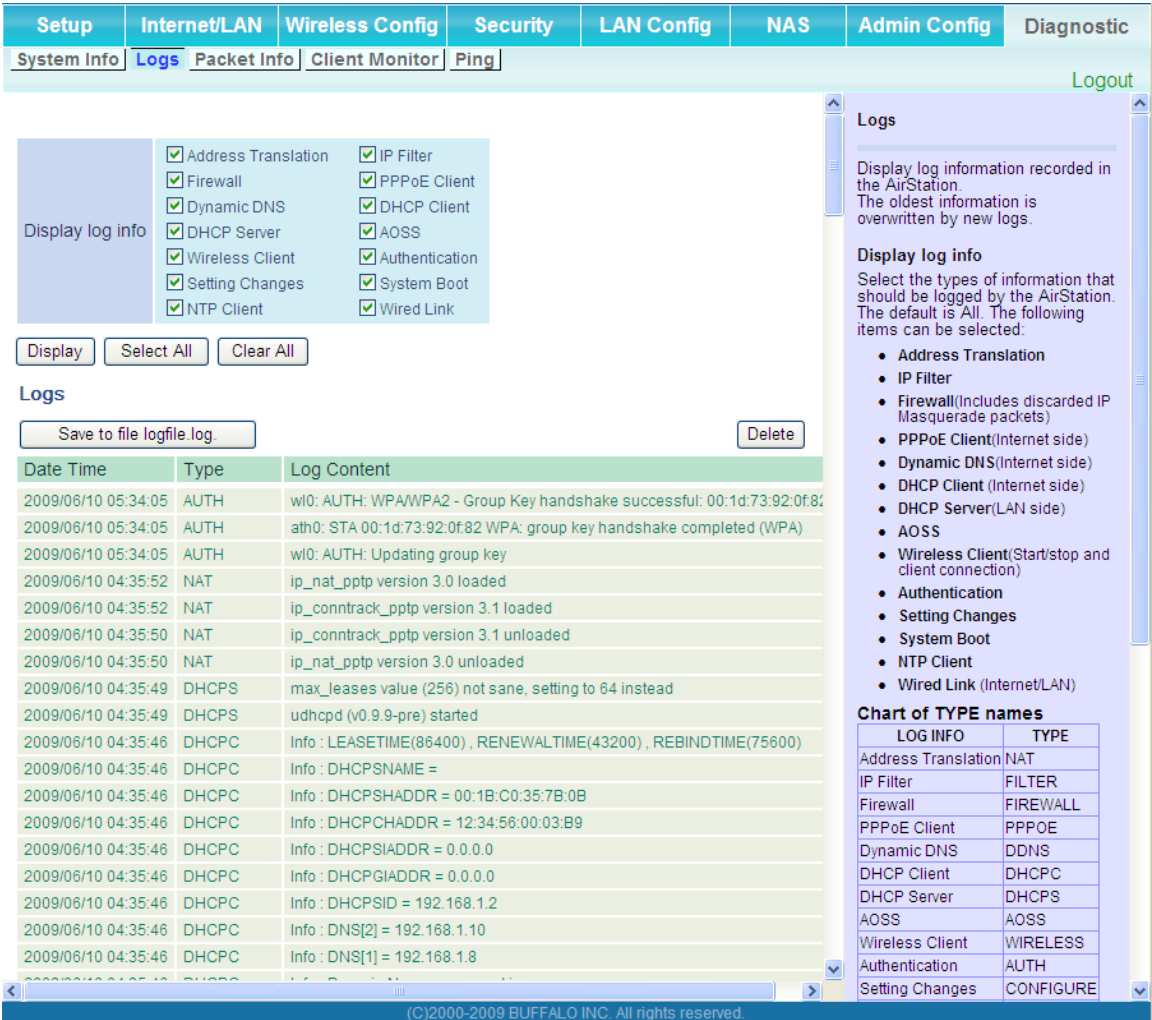 Setup Internet/LAN Wireless Config Security LAN Config NAS Admin Config Diagnostic
System Info Logs Packet Info Client Monitor Ping
Logout
Display log info
Address Translation IP Filter
Firewall PPPoE Client
Dynamic DNS DHCP Client
DHCP Server AOSS
Wireless Client Authentication
Setting Changes System Boot
NTP Client Wired Link
Display Select All Clear All
Logs
Save to file logfile.log. Delete
Date Time Type Log Content
2009/06/10 05:34:05 AUTH wl0: AUTH: WPA/WPA2 - Group Key handshake successful: 00:1d:73:92:0f:82
2009/06/10 05:34:05 AUTH ath0: STA 00:1d:73:92:0f:82 WPA: group key handshake completed (WPA)
2009/06/10 05:34:05 AUTH wl0: AUTH: Updating group key
2009/06/10 04:35:52 NAT ip_nat_pptp version 3.0 loaded
2009/06/10 04:35:52 NAT ip_conntrack_pptp version 3.1 loaded
2009/06/10 04:35:50 NAT ip_conntrack_pptp version 3.1 unloaded
2009/06/10 04:35:50 NAT ip_nat_pptp version 3.0 unloaded
2009/06/10 04:35:49 DHCPS max_leases value (256) not sane, setting to 64 instead
2009/06/10 04:35:49 DHCPS udhcpd (v0.9.9-pre) started
2009/06/10 04:35:46 DHCPC Info : LEASETIME(86400) , RENEWALTIME(43200) , REBINDTIME(75600)
2009/06/10 04:35:46 DHCPC Info : DHCPSNAME =
2009/06/10 04:35:46 DHCPC Info : DHCPSHADDR = 00:1B:C0:35:7B:0B
2009/06/10 04:35:46 DHCPC Info : DHCPCHADDR = 12:34:56:00:03:B9
2009/06/10 04:35:46 DHCPC Info : DHCPSIADDR = 0.0.0.0
2009/06/10 04:35:46 DHCPC Info : DHCPGIADDR = 0.0.0.0
2009/06/10 04:35:46 DHCPC Info : DHCPSID = 192.168.1.2
2009/06/10 04:35:46 DHCPC Info : DNS[2] = 192.168.1.10
2009/06/10 04:35:46 DHCPC Info : DNS[1] = 192.168.1.8
Logs
Display log information recorded in
the AirStation.
The oldest information is
overwritten by new logs.
Display log info
Select the types of information that
should be logged by the AirStation.
The default is All. The following
items can be selected:
• Address Translation
• IP Filter
• Firewall(Includes discarded IP
Masquerade packets)
• PPPoE Client(Internet side)
• Dynamic DNS(Internet side)
• DHCP Client (Internet side)
• DHCP Server(LAN side)
• AOSS
• Wireless Client(Start/stop and
client connection)
• Authentication
• Setting Changes
• System Boot
• NTP Client
• Wired Link (Internet/LAN)
Chart of TYPE names
LOG INFO TYPE
Address Translation NAT
IP Filter FILTER
Firewall FIREWALL
PPPoE Client PPPOE
Dynamic DNS DDNS
DHCP Client DHCPC
DHCP Server DHCPS
AOSS AOSS
Wireless Client WIRELESS
Authentication AUTH
Setting Changes CONFIGURE
(C)2000-2009 BUFFALO INC. All rights reserved.